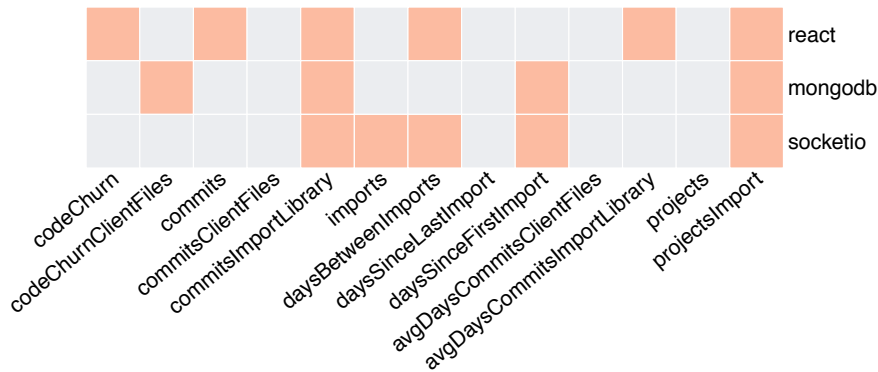 react
mongodb
socketio
codeChurn
codeChurnClientFiles
commits
commitsClientFiles
commitsImportLibrary
imports
daysBetweenImports
daysSinceLastImport
daysSinceFirstImport
avgDaysCommitsClientFiles
avgDaysCommitsImportLibrary
projects
projectsImport